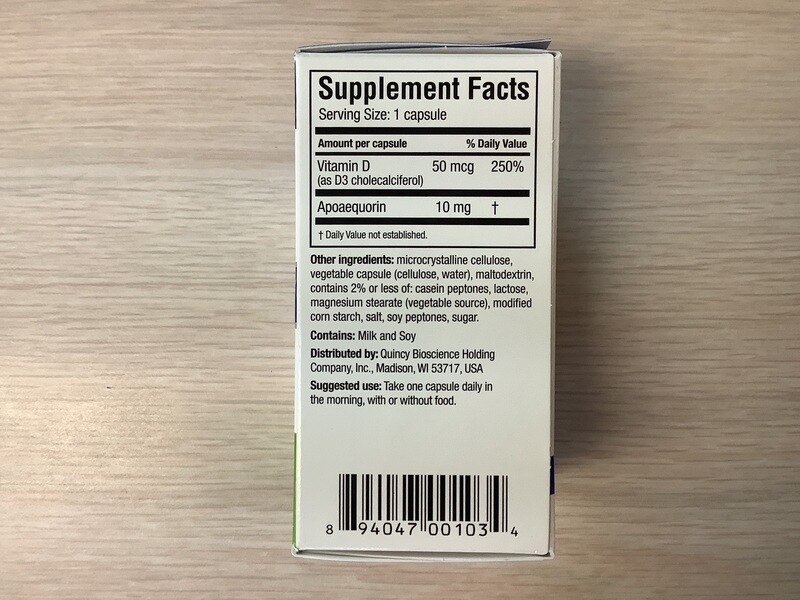 Supplement Facts
Serving Size: 1 capsule
Amount per capsule % Daily Value
Vitamin D 50 mcg 250%
(as D3 cholecalciferol)
Apoaequorin 10 mg †
† Daily Value not established.
Other ingredients: microcrystalline cellulose,
vegetable capsule (cellulose, water), maltodextrin,
contains 2% or less of: casein peptones, lactose,
magnesium stearate (vegetable source), modified
corn starch, salt, soy peptones, sugar.
Contains: Milk and Soy
Distributed by: Quincy Bioscience Holding
Company, Inc., Madison, WI 53717, USA
Suggested use: Take one capsule daily in
the morning, with or without food.
8 94047 00103 4